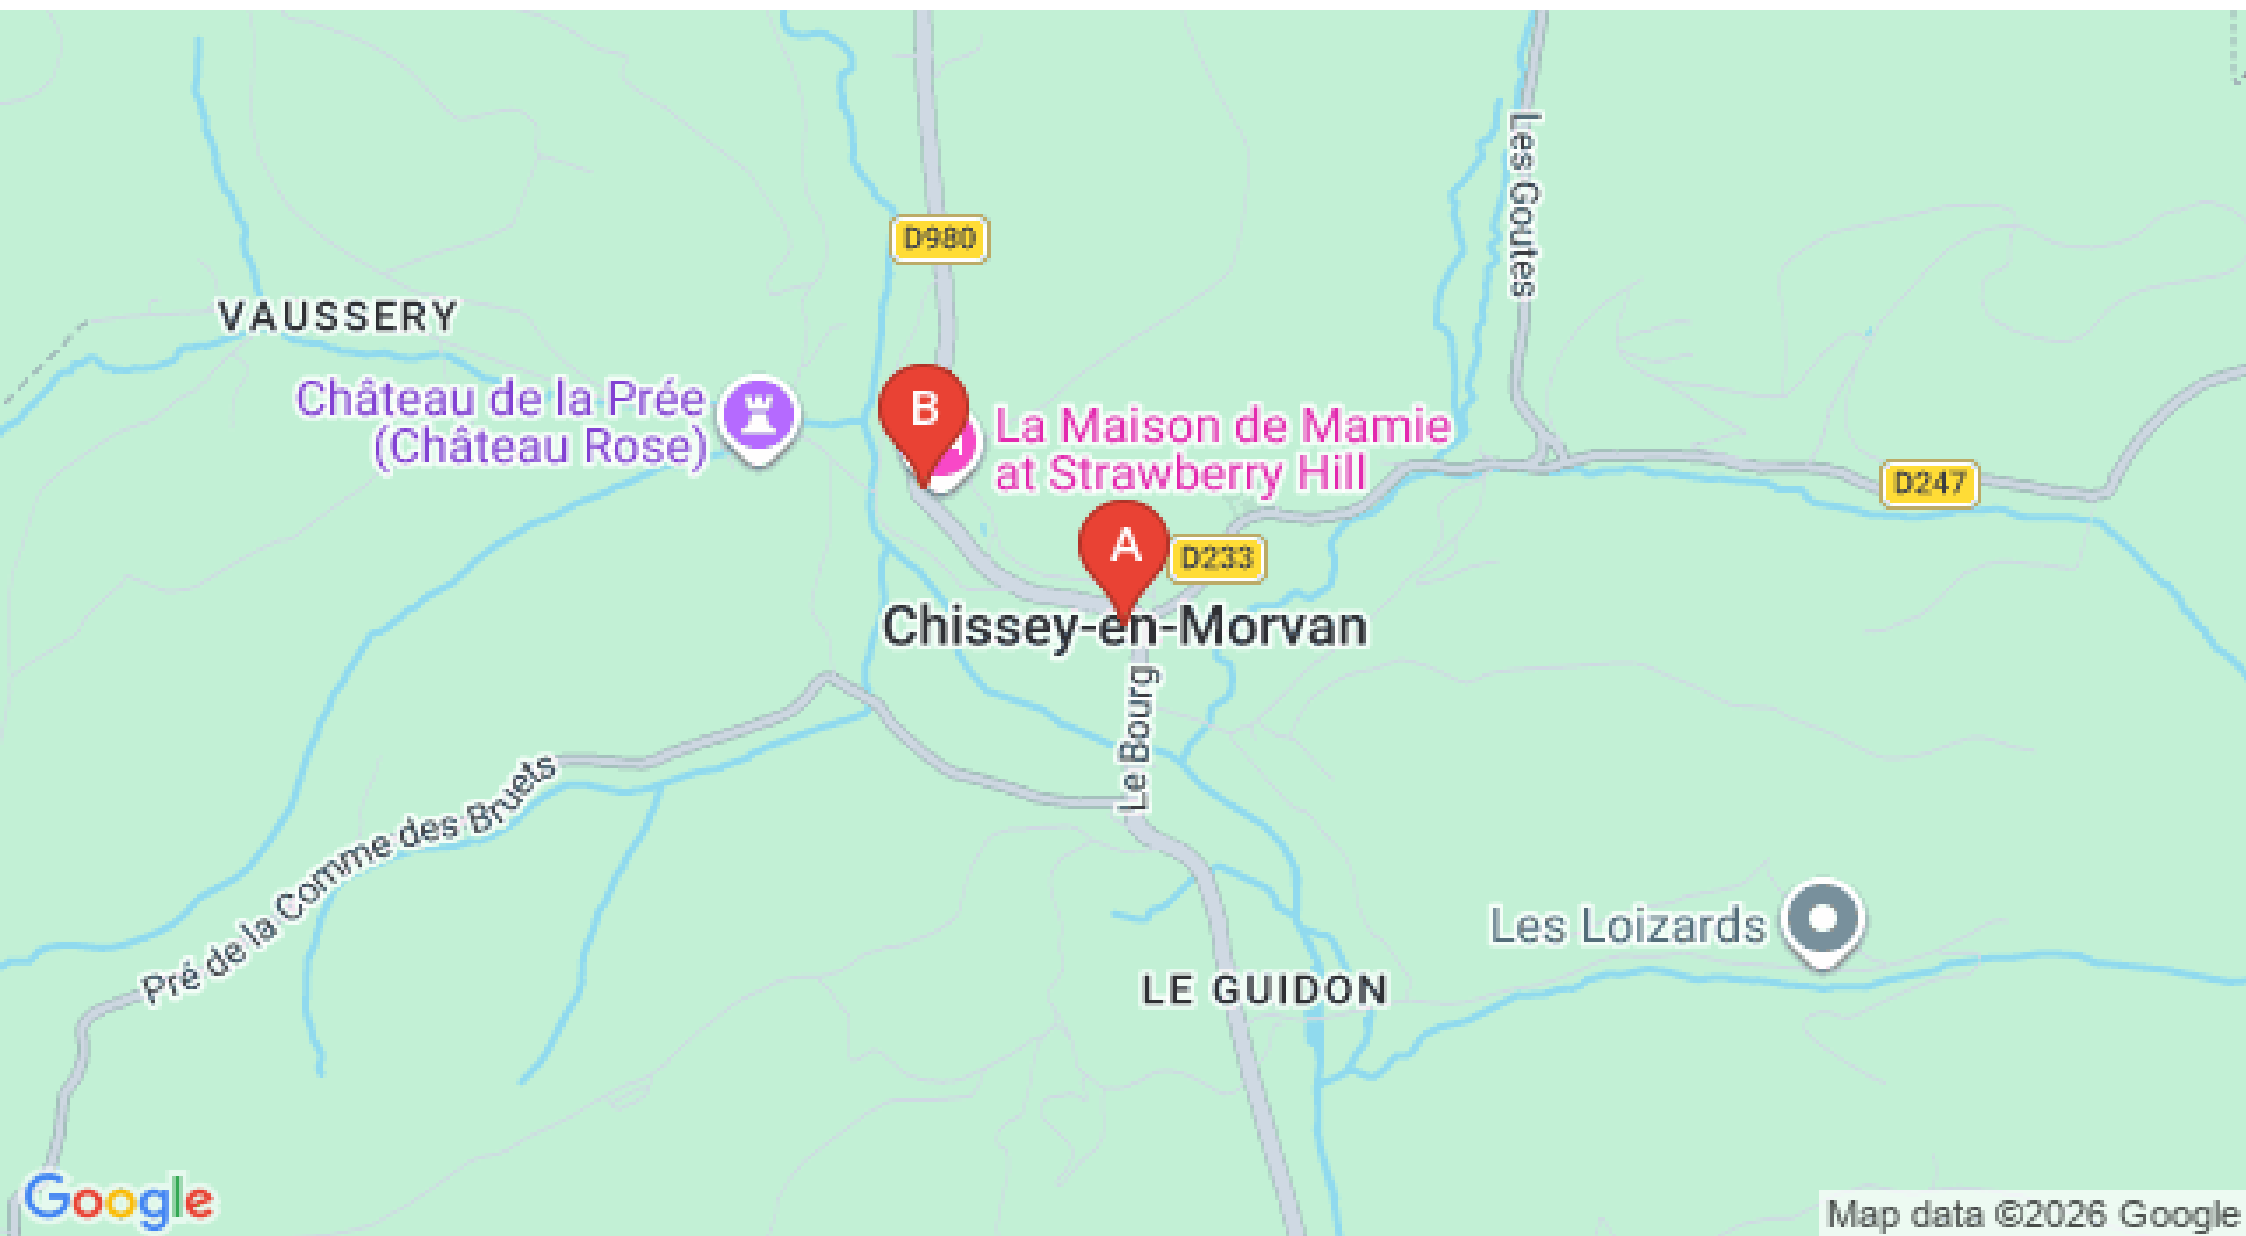 Les Goutes
D980
VAUSSERY
Château de la Prée
(Château Rose)
B
La Maison de Mamie
at Strawberry Hill
D247
A
D233
Chissey-en-Morvan
Le Bourg
Pré de la Comme des Bruets
Les Loizards
LE GUIDON
Google
Map data ©2026 Google